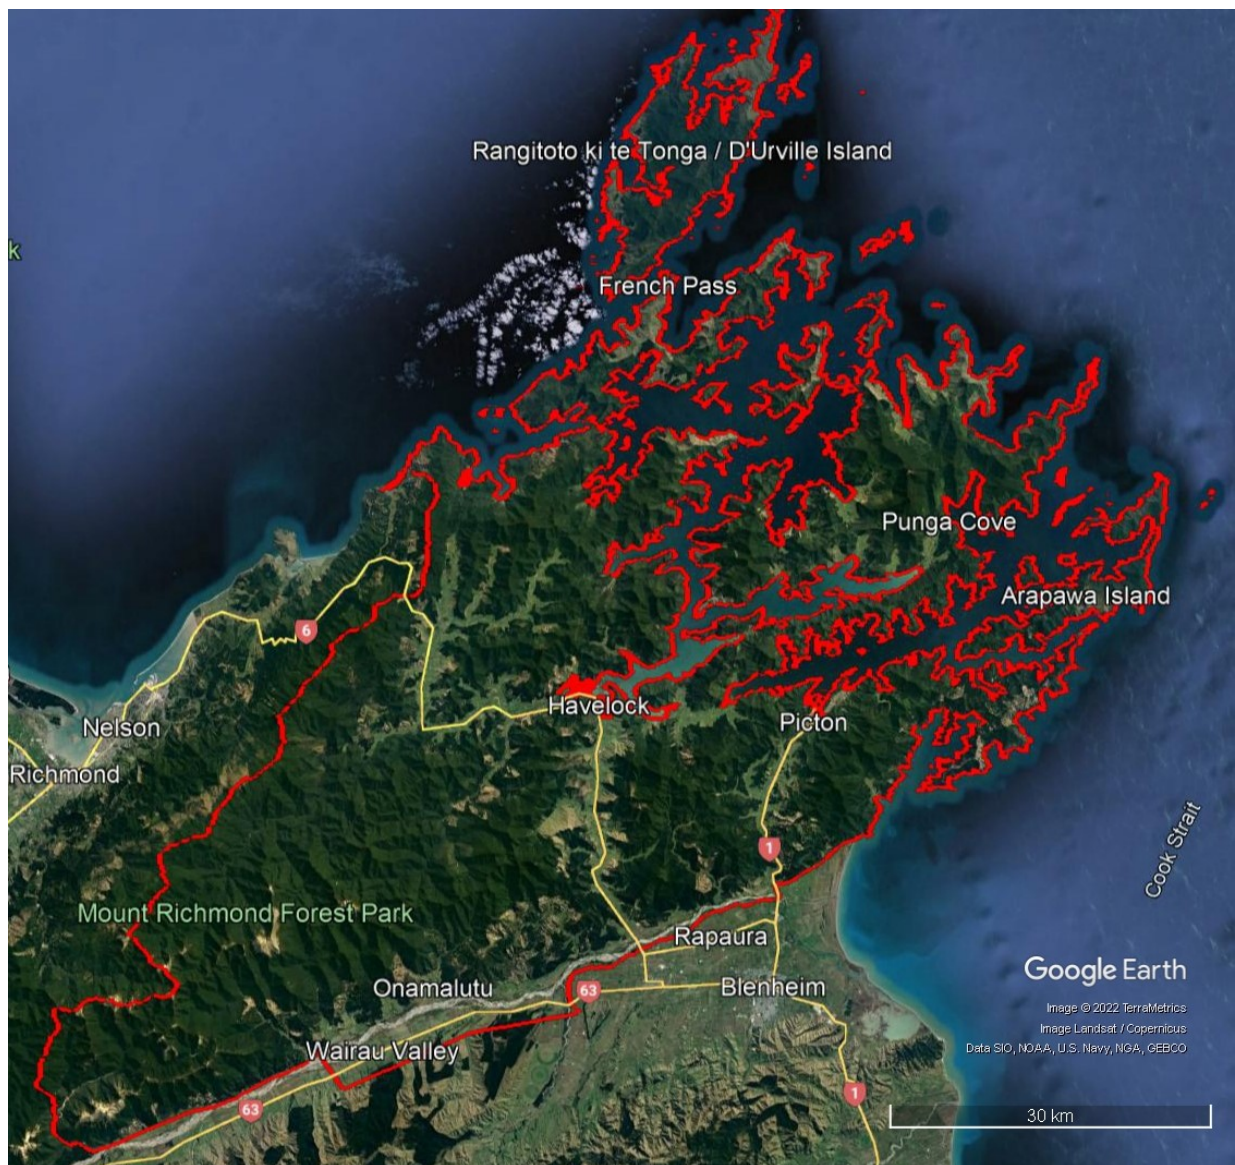 Rangitoto ki te Tonga / D'Urville Island
k
French Pass
Punga Cove
Arapawa Island
6
Havelock
Nelson
Picton
Richmond
1
Cook Strait
Mount Richmond Forest Park
Rapaura
Google Earth
Onamalutu
63
Blenheim
Image © 2022 TerraMetrics
Image Landsat / Copernicus
Data SIO, NOAA, U.S. Navy, NGA, GEBCO
Wairau Valley
1
63
30 km